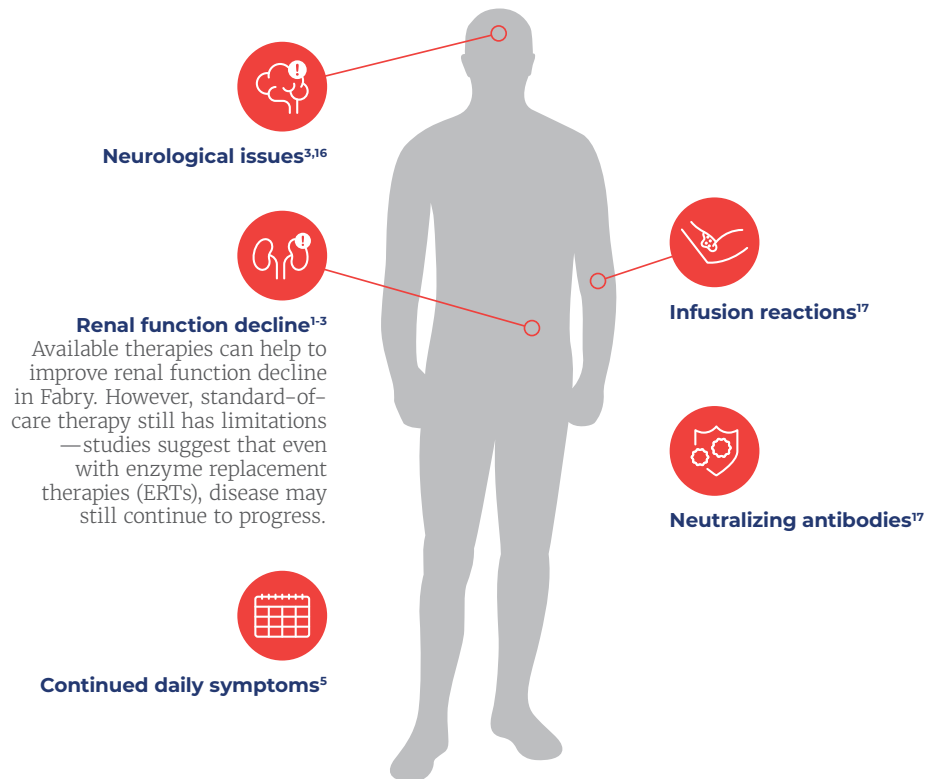 Neurological issues3,16
Renal function decline1-3
Available therapies can help to
improve renal function decline
in Fabry. However, standard-of-
care therapy still has limitations
—studies suggest that even
with enzyme replacement
therapies (ERTs), disease may
still continue to progress.
Continued daily symptoms5
Infusion reactions17
Neutralizing antibodies17